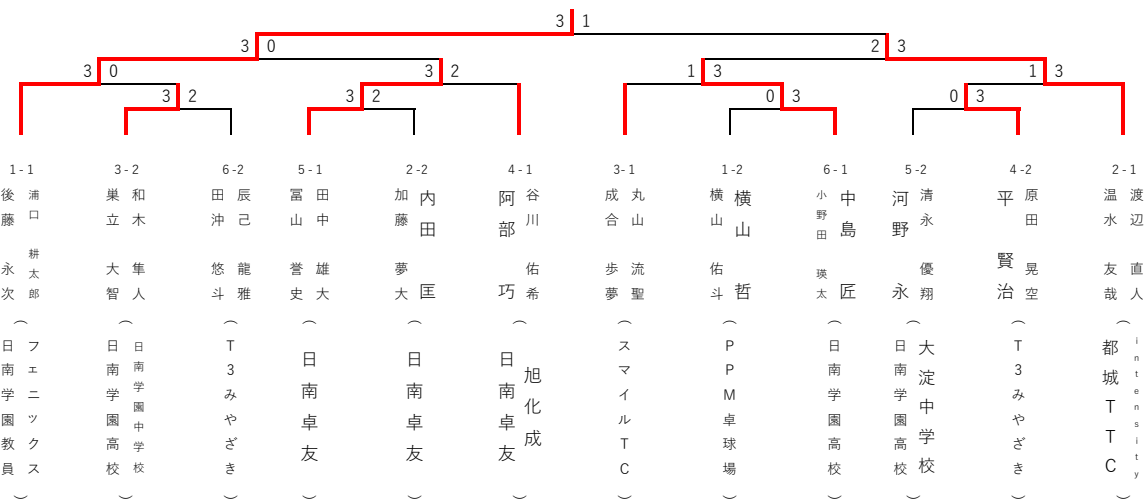 3 1
3 0
2 3
3 0
3 2
1 3
1 3
3 2
3 2
0 3
0 3
1-1
3-2
6-2
5-1
2-2
4-1
3-1
1-2
6-1
5-2
4-2
2-1
浦口 耕太郎
後藤 永次
(フェニックス
日南学園教員)
和木 隼人
巣立 大智
(日南学園中学校
日南学園高校)
辰己 龍雅
田沖 悠斗
(T3みやざき)
田中 雄大
冨山 誉史
(日南卓友)
内田 匡
加藤 夢大
(日南卓友)
谷川 佑希
阿部 巧
(旭化成
日南卓友)
丸山 流聖
成合 歩夢
(スマイルTC)
横山 哲
横山 佑斗
(PPM卓球場)
中島 匠
小野田 瑛太
(日南学園高校)
清永 優翔
河野 永
(大淀中学校
日南学園高校)
原田 晃空
平 賢治
(T3みやざき)
渡辺 直人
温水 友哉
(intensity
都城TTC)